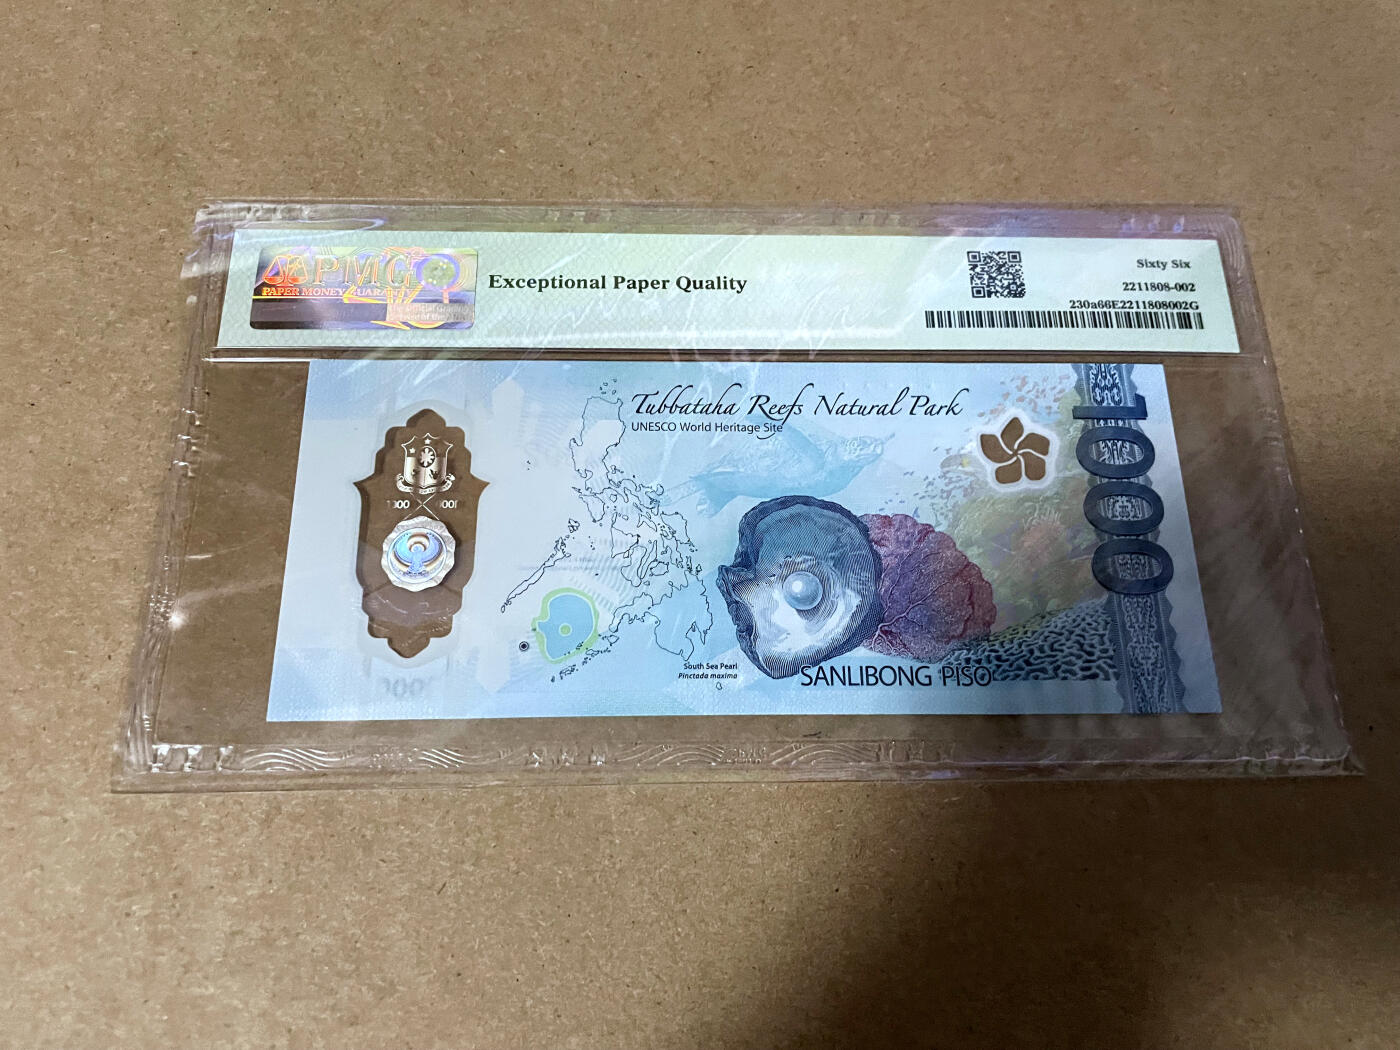 PMG
PAPER MONEY GUARANTY
Exceptional Paper Quality
Sixty Six
2211808-002
230a66E2211808002G
Tubbataha Reefs Natural Park
UNESCO World Heritage Site
1000
South Sea Pearl
Pinctada maxima
SANLIBONG PISO